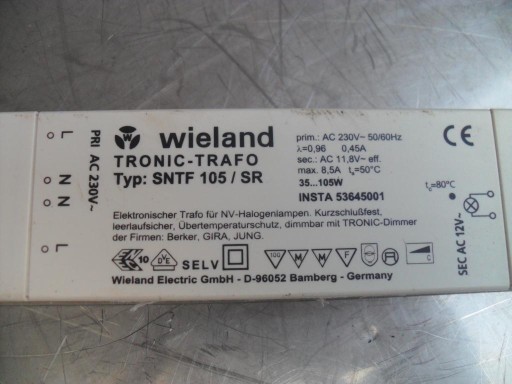 wieland
TRONIC-TRAFO
Typ: SNTF 105 / SR
prim.: AC 230V~ 50/60Hz
λ=0,96 0,45A
sec.: AC 11,8V~ eff.
max. 8,5A tₐ=50°C
35...105W
INSTA 53645001
CE
L
N
N
L
PRI AC 230V~
Elektronischer Trafo für NV-Halogenlampen. Kurzschlußfest,
leerlaufsicher, Übertemperaturschutz, dimmbar mit TRONIC-Dimmer
der Firmen: Berker, GIRA, JUNG.
10 VDE SELV 100 M M F C
Wieland Electric GmbH - D-96052 Bamberg - Germany
=80°C
SEC AC 12V~